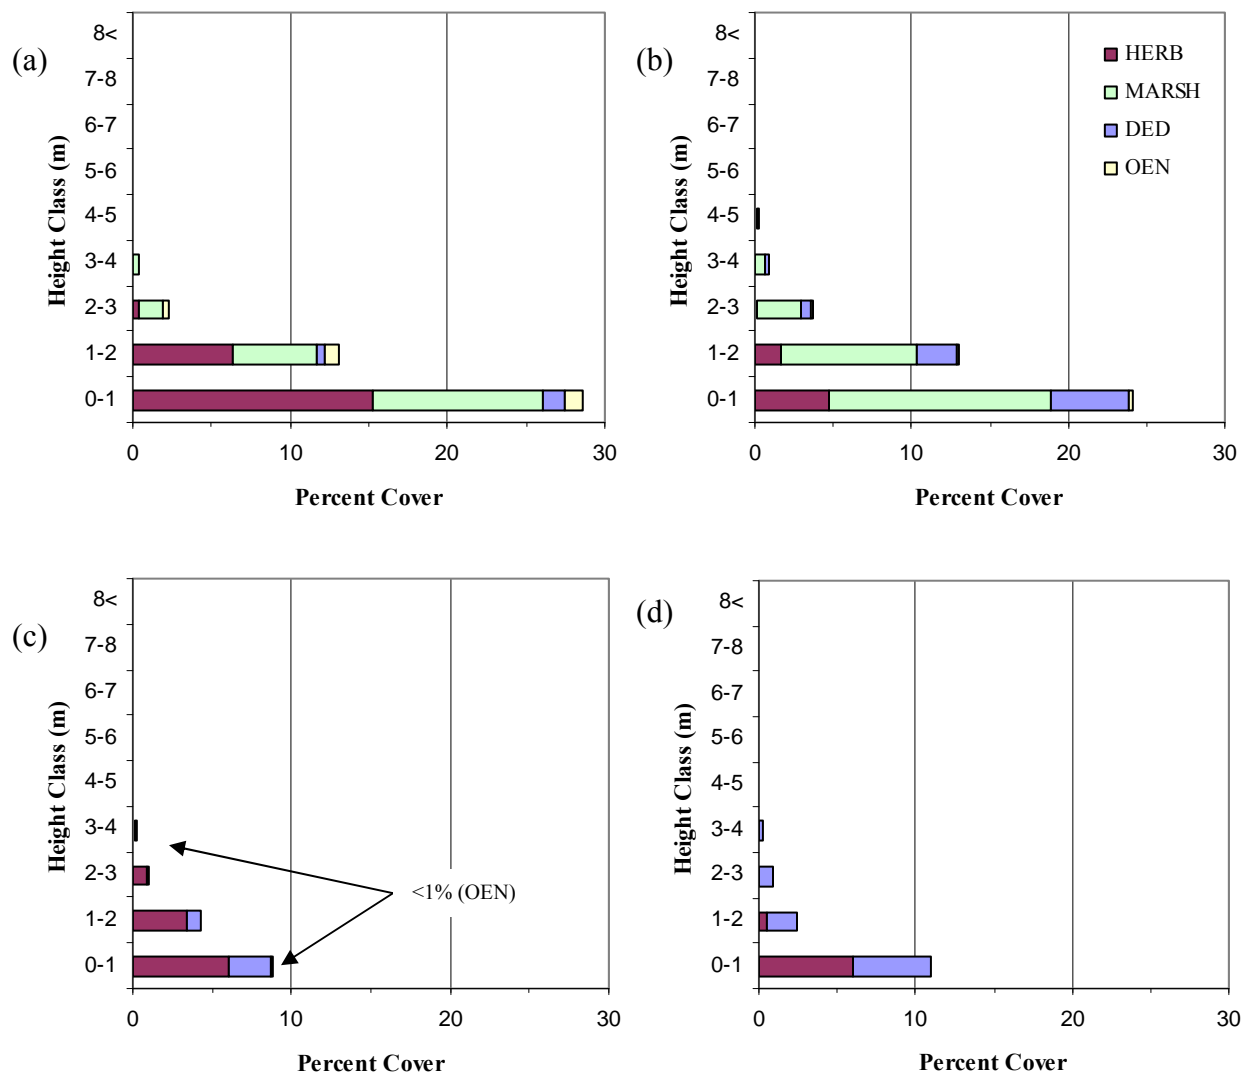 (a)
Height Class (m)
8<
7-8
6-7
5-6
4-5
3-4
2-3
1-2
0-1
0 10 20 30
Percent Cover
(b)
Height Class (m)
8<
7-8
6-7
5-6
4-5
3-4
2-3
1-2
0-1
0 10 20 30
Percent Cover
HERB
MARSH
DED
OEN
(c)
Height Class (m)
8<
7-8
6-7
5-6
4-5
3-4
2-3
1-2
0-1
<1% (OEN)
0 10 20 30
Percent Cover
(d)
Height Class (m)
8<
7-8
6-7
5-6
4-5
3-4
2-3
1-2
0-1
0 10 20 30
Percent Cover